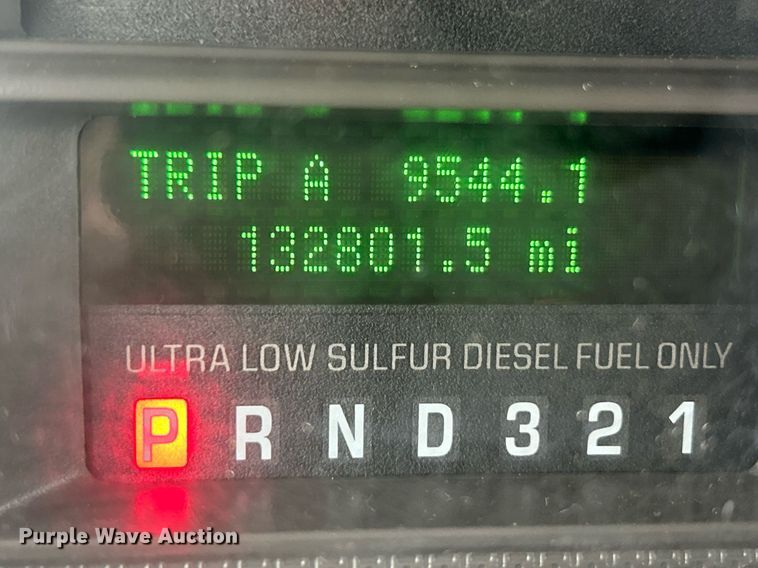 TRIP A 9544.1
132801.5 mi
ULTRA LOW SULFUR DIESEL FUEL ONLY
P R N D 3 2 1
Purple Wave Auction